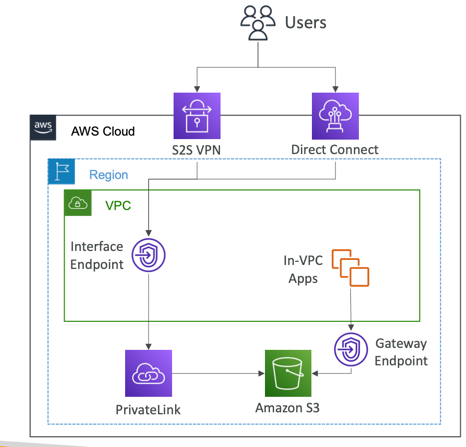 Users
aws
AWS Cloud
S2S VPN
Direct Connect
Region
VPC
Interface
Endpoint
In-VPC
Apps
Gateway
Endpoint
PrivateLink
Amazon S3